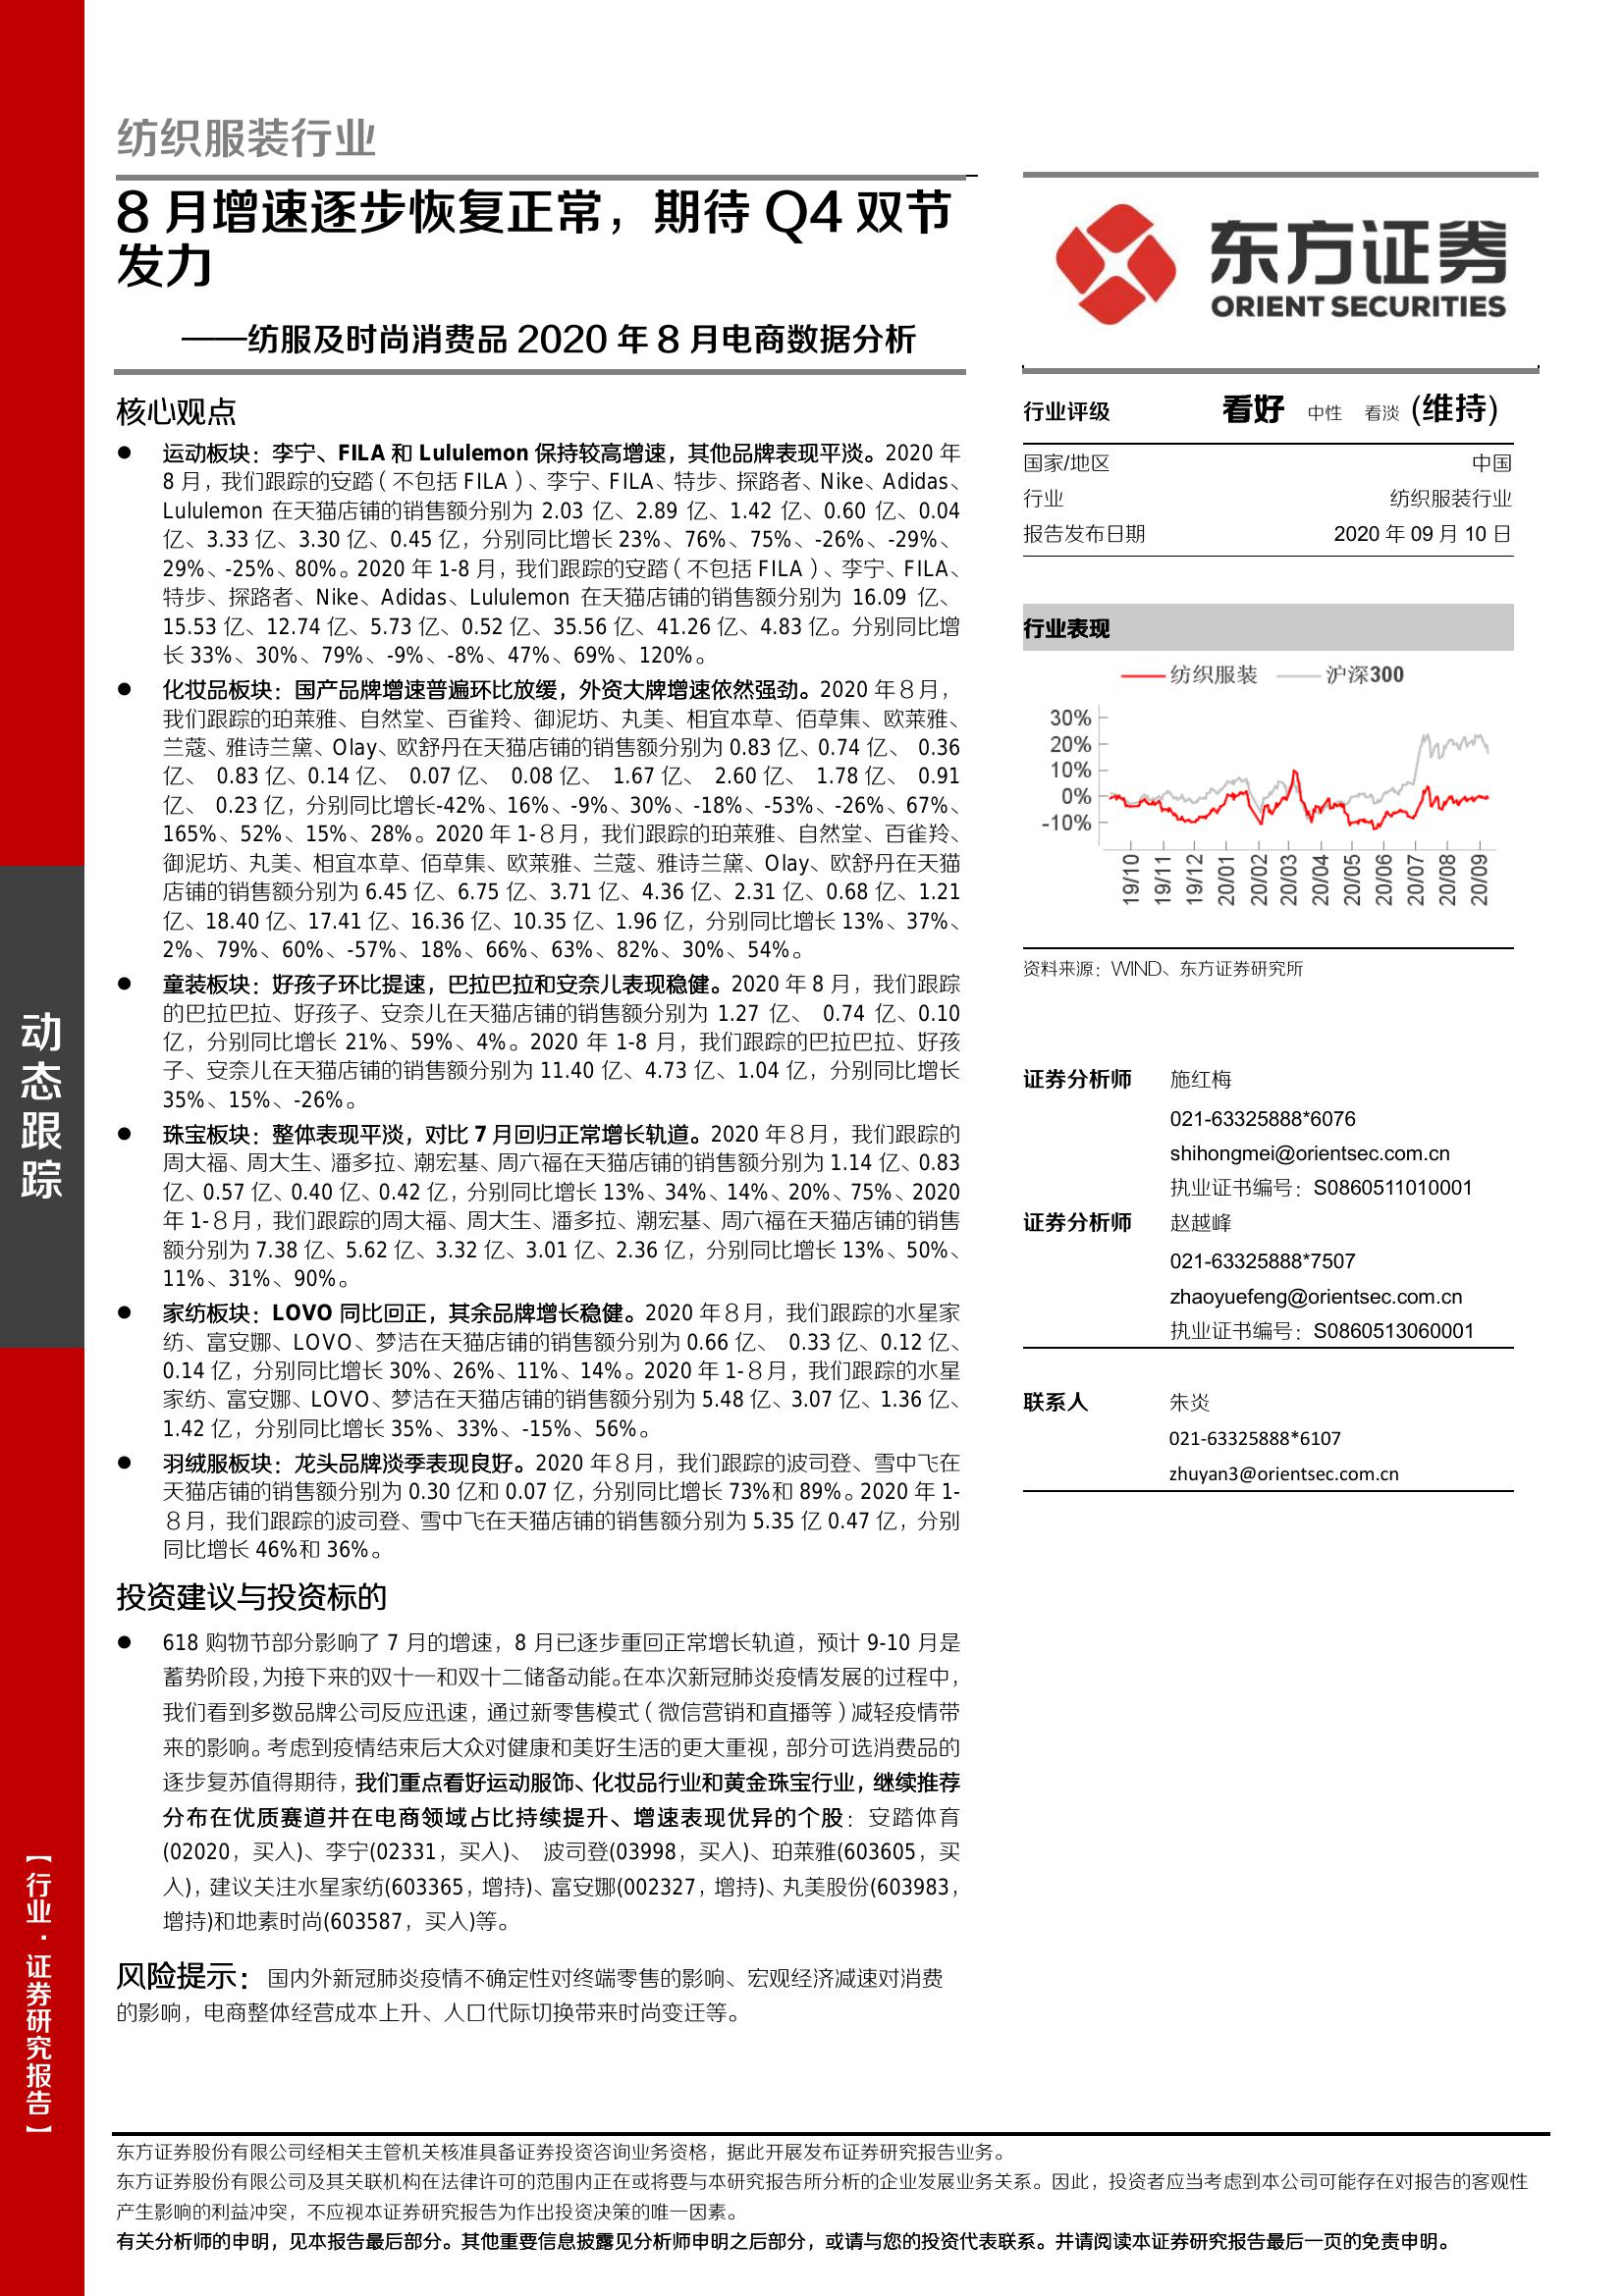 纺织服装行业
8 月增速逐步恢复正常，期待 Q4 双节
发力
——纺服及时尚消费品 2020 年 8 月电商数据分析
核心观点
● 运动板块：李宁、FILA 和 Lululemon 保持较高增速，其他品牌表现平淡。2020 年
8 月，我们跟踪的安踏（不包括 FILA）、李宁、FILA、特步、探路者、Nike、Adidas、
Lululemon 在天猫店铺的销售额分别为 2.03 亿、2.89 亿、1.42 亿、0.60 亿、0.04
亿、3.33 亿、3.30 亿、0.45 亿，分别同比增长 23%、76%、75%、-26%、-29%、
29%、-25%、80%。2020 年 1-8 月，我们跟踪的安踏（不包括 FILA）、李宁、FILA、
特步、探路者、Nike、Adidas、Lululemon 在天猫店铺的销售额分别为 16.09 亿、
15.53 亿、12.74 亿、5.73 亿、0.52 亿、35.56 亿、41.26 亿、4.83 亿。分别同比增
长 33%、30%、79%、-9%、-8%、47%、69%、120%。
● 化妆品板块：国产品牌增速普遍环比放缓，外资大牌增速依然强劲。2020 年８月，
我们跟踪的珀莱雅、自然堂、百雀羚、御泥坊、丸美、相宜本草、佰草集、欧莱雅、
兰蔻、雅诗兰黛、Olay、欧舒丹在天猫店铺的销售额分别为 0.83 亿、0.74 亿、 0.36
亿、 0.83 亿、0.14 亿、 0.07 亿、 0.08 亿、 1.67 亿、 2.60 亿、 1.78 亿、 0.91
亿、 0.23 亿，分别同比增长-42%、16%、-9%、30%、-18%、-53%、-26%、67%、
165%、52%、15%、28%。2020 年 1-８月，我们跟踪的珀莱雅、自然堂、百雀羚、
御泥坊、丸美、相宜本草、佰草集、欧莱雅、兰蔻、雅诗兰黛、Olay、欧舒丹在天猫
店铺的销售额分别为 6.45 亿、6.75 亿、3.71 亿、4.36 亿、2.31 亿、0.68 亿、1.21
亿、18.40 亿、17.41 亿、16.36 亿、10.35 亿、1.96 亿，分别同比增长 13%、37%、
2%、79%、60%、-57%、18%、66%、63%、82%、30%、54%。
● 童装板块：好孩子环比提速，巴拉巴拉和安奈儿表现稳健。2020 年 8 月，我们跟踪
的巴拉巴拉、好孩子、安奈儿在天猫店铺的销售额分别为 1.27 亿、 0.74 亿、0.10
亿，分别同比增长 21%、59%、4%。2020 年 1-8 月，我们跟踪的巴拉巴拉、好孩
子、安奈儿在天猫店铺的销售额分别为 11.40 亿、4.73 亿、1.04 亿，分别同比增长
35%、15%、-26%。
● 珠宝板块：整体表现平淡，对比 7 月回归正常增长轨道。2020 年８月，我们跟踪的
周大福、周大生、潘多拉、潮宏基、周六福在天猫店铺的销售额分别为 1.14 亿、0.83
亿、0.57 亿、0.40 亿、0.42 亿，分别同比增长 13%、34%、14%、20%、75%、2020
年 1-８月，我们跟踪的周大福、周大生、潘多拉、潮宏基、周六福在天猫店铺的销售
额分别为 7.38 亿、5.62 亿、3.32 亿、3.01 亿、2.36 亿，分别同比增长 13%、50%、
11%、31%、90%。
● 家纺板块：LOVO 同比回正，其余品牌增长稳健。2020 年８月，我们跟踪的水星家
纺、富安娜、LOVO、梦洁在天猫店铺的销售额分别为 0.66 亿、 0.33 亿、0.12 亿、
0.14 亿，分别同比增长 30%、26%、11%、14%。2020 年 1-８月，我们跟踪的水星
家纺、富安娜、LOVO、梦洁在天猫店铺的销售额分别为 5.48 亿、3.07 亿、1.36 亿、
1.42 亿，分别同比增长 35%、33%、-15%、56%。
● 羽绒服板块：龙头品牌淡季表现良好。2020 年８月，我们跟踪的波司登、雪中飞在
天猫店铺的销售额分别为 0.30 亿和 0.07 亿，分别同比增长 73%和 89%。2020 年 1-
８月，我们跟踪的波司登、雪中飞在天猫店铺的销售额分别为 5.35 亿 0.47 亿，分别
同比增长 46%和 36%。
投资建议与投资标的
● 618 购物节部分影响了 7 月的增速，8 月已逐步重回正常增长轨道，预计 9-10 月是
蓄势阶段，为接下来的双十一和双十二储备动能。在本次新冠肺炎疫情发展的过程中，
我们看到多数品牌公司反应迅速，通过新零售模式（微信营销和直播等）减轻疫情带
来的影响。考虑到疫情结束后大众对健康和美好生活的更大重视，部分可选消费品的
逐步复苏值得期待，我们重点看好运动服饰、化妆品行业和黄金珠宝行业，继续推荐
分布在优质赛道并在电商领域占比持续提升、增速表现优异的个股：安踏体育
(02020，买入)、李宁(02331，买入)、 波司登(03998，买入)、珀莱雅(603605，买
入)，建议关注水星家纺(603365，增持)、富安娜(002327，增持)、丸美股份(603983，
增持)和地素时尚(603587，买入)等。
风险提示： 国内外新冠肺炎疫情不确定性对终端零售的影响、宏观经济减速对消费
的影响，电商整体经营成本上升、人口代际切换带来时尚变迁等。
东方证券
ORIENT SECURITIES
行业评级 看好 中性 看淡 (维持)
国家/地区 中国
行业 纺织服装行业
报告发布日期 2020 年 09 月 10 日
行业表现
纺织服装 沪深300
30%
20%
10%
0%
-10%
19/10 19/11 19/12 20/01 20/02 20/03 20/04 20/05 20/06 20/07 20/08 20/09
资料来源：WIND、东方证券研究所
证券分析师 施红梅
021-63325888*6076
shihongmei@orientsec.com.cn
执业证书编号：S0860511010001
证券分析师 赵越峰
021-63325888*7507
zhaoyuefeng@orientsec.com.cn
执业证书编号：S0860513060001
联系人 朱炎
021-63325888*6107
zhuyan3@orientsec.com.cn
动态跟踪
【行业·证券研究报告】
东方证券股份有限公司经相关主管机关核准具备证券投资咨询业务资格，据此开展发布证券研究报告业务。
东方证券股份有限公司及其关联机构在法律许可的范围内正在或将要与本研究报告所分析的企业发展业务关系。因此，投资者应当考虑到本公司可能存在对报告的客观性
产生影响的利益冲突，不应视本证券研究报告为作出投资决策的唯一因素。
有关分析师的申明，见本报告最后部分。其他重要信息披露见分析师申明之后部分，或请与您的投资代表联系。并请阅读本证券研究报告最后一页的免责申明。